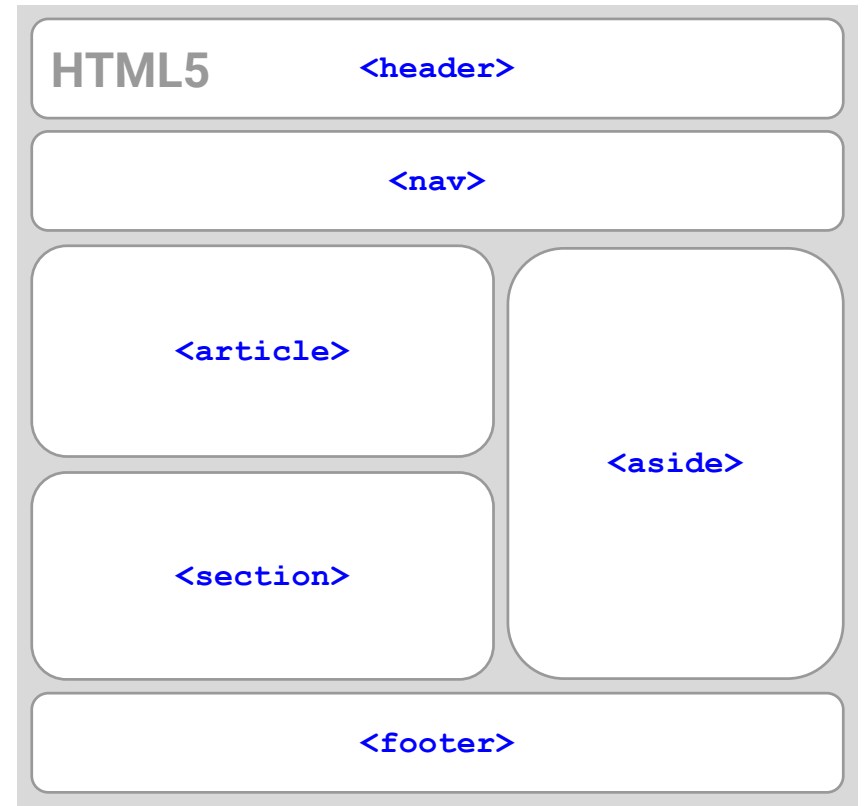 HTML5 <header>
<nav>
<article>
<aside>
<section>
<footer>